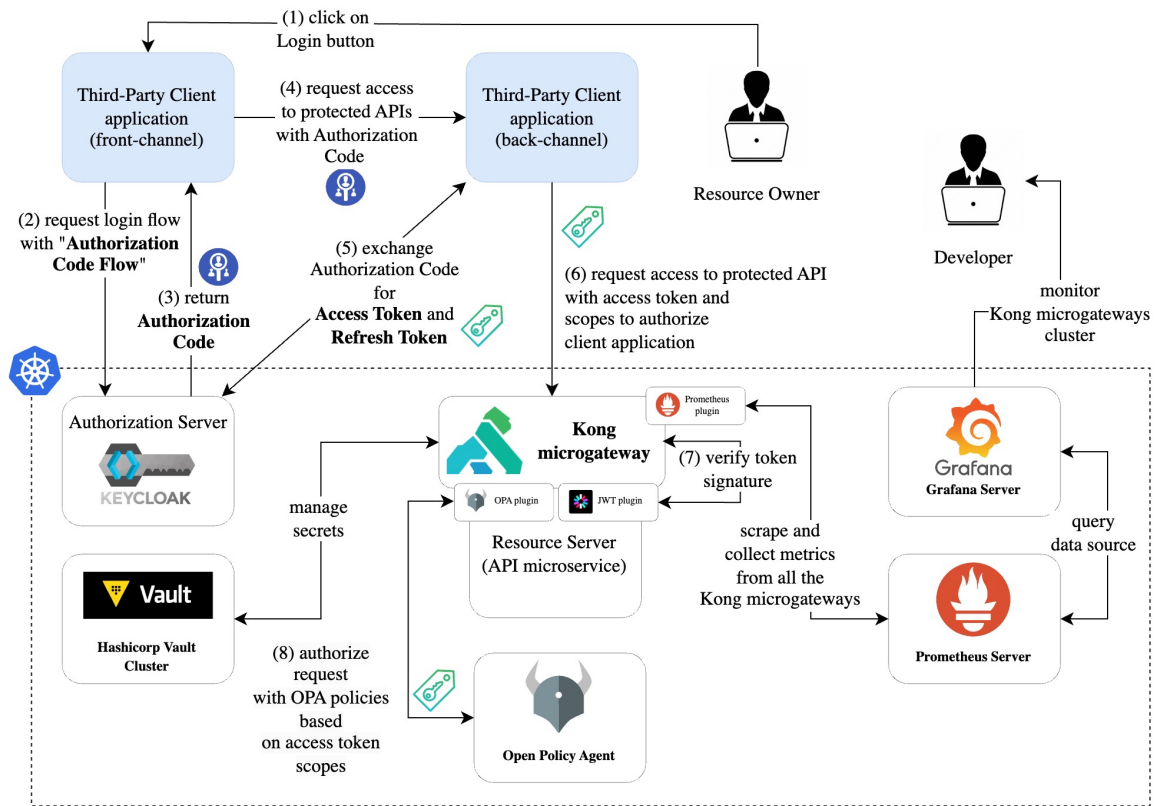 (1) click on
Login button
Third-Party Client
application
(front-channel)
(4) request access
to protected APIs
with Authorization
Code
Third-Party Client
application
(back-channel)
Resource Owner
Developer
(2) request login flow
with "Authorization
Code Flow"
(3) return
Authorization
Code
(5) exchange
Authorization Code
for
Access Token and
Refresh Token
(6) request access to protected API
with access token and
scopes to authorize
client application
monitor
Kong microgateways
cluster
Authorization Server
KEYCLOAK
Kong
microgateway
Prometheus
plugin
OPA plugin
JWT plugin
(7) verify token
signature
Resource Server
(API microservice)
Grafana
Grafana Server
manage
secrets
scrape and
collect metrics
from all the
Kong microgateways
query
data source
Vault
Hashicorp Vault
Cluster
Prometheus Server
(8) authorize
request
with OPA policies
based
on access token
scopes
Open Policy Agent